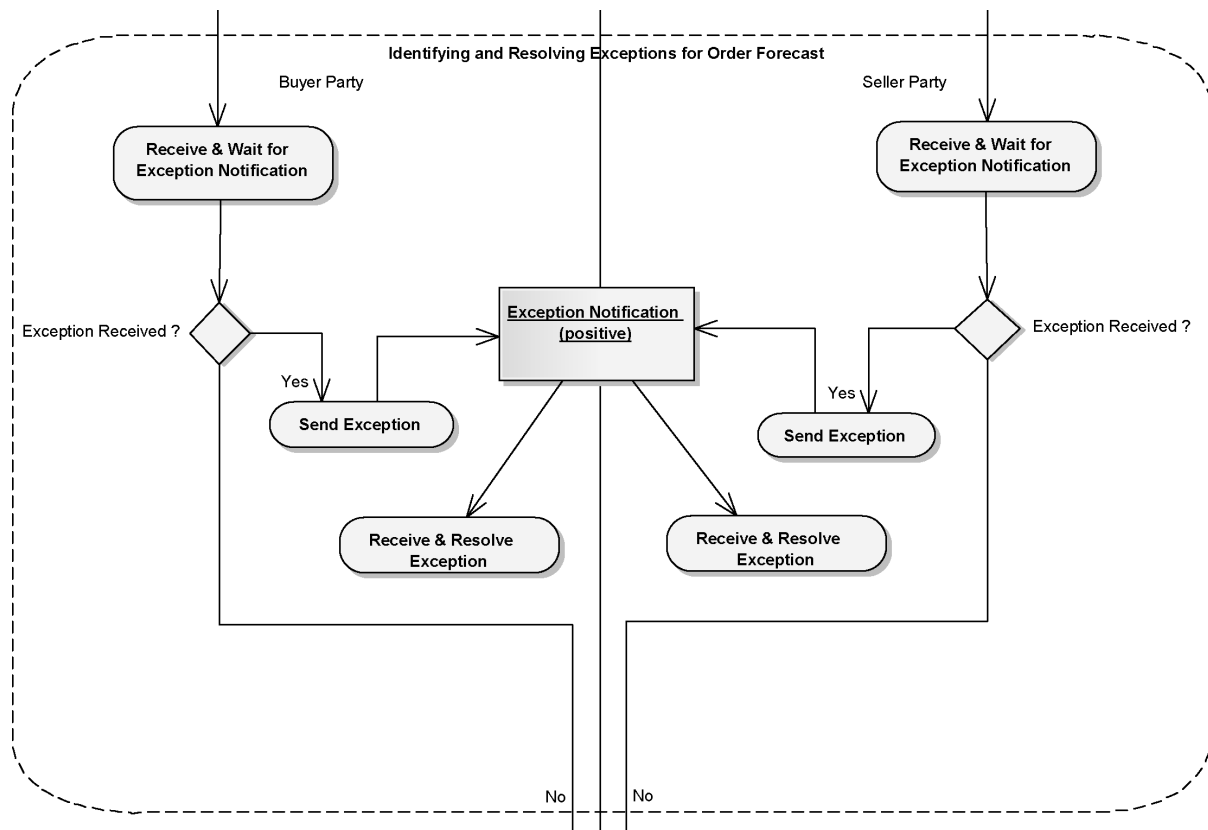 Identifying and Resolving Exceptions for Order Forecast
Buyer Party
Seller Party
Receive & Wait for
Exception Notification
Receive & Wait for
Exception Notification
Exception Notification
(positive)
Exception Received ?
Exception Received ?
Yes
Yes
Send Exception
Send Exception
Receive & Resolve
Exception
Receive & Resolve
Exception
No
No